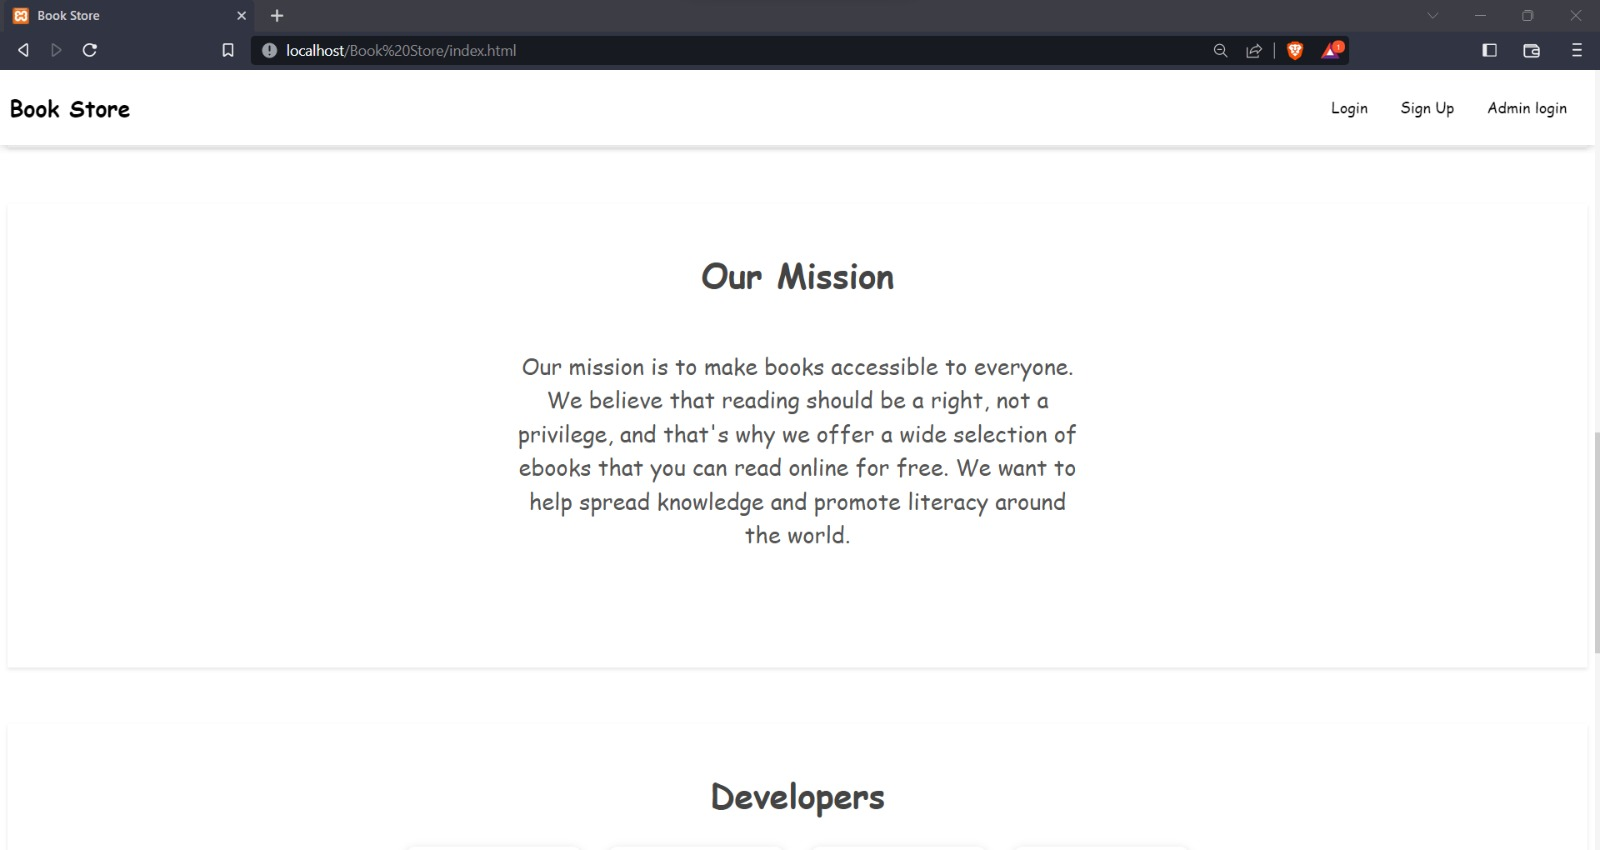 Book Store
localhost/Book%20Store/index.html
1
Book Store
Login Sign Up Admin login
Our Mission
Our mission is to make books accessible to everyone.
We believe that reading should be a right, not a
privilege, and that's why we offer a wide selection of
ebooks that you can read online for free. We want to
help spread knowledge and promote literacy around
the world.
Developers